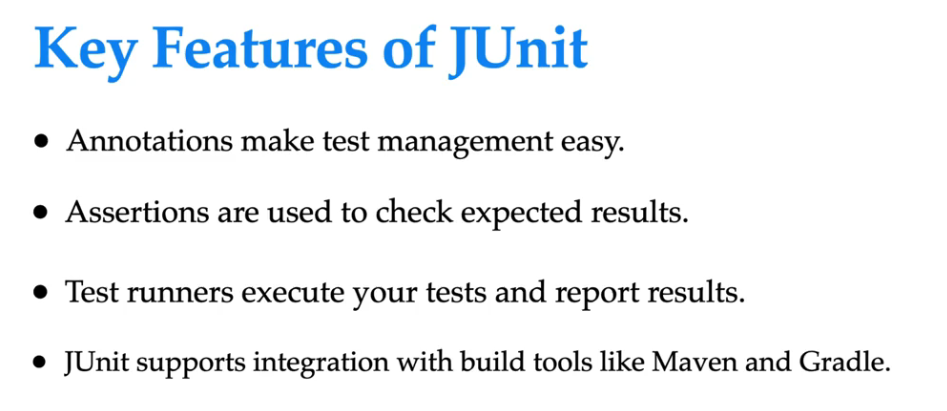 Key Features of JUnit
• Annotations make test management easy.
• Assertions are used to check expected results.
• Test runners execute your tests and report results.
• JUnit supports integration with build tools like Maven and Gradle.